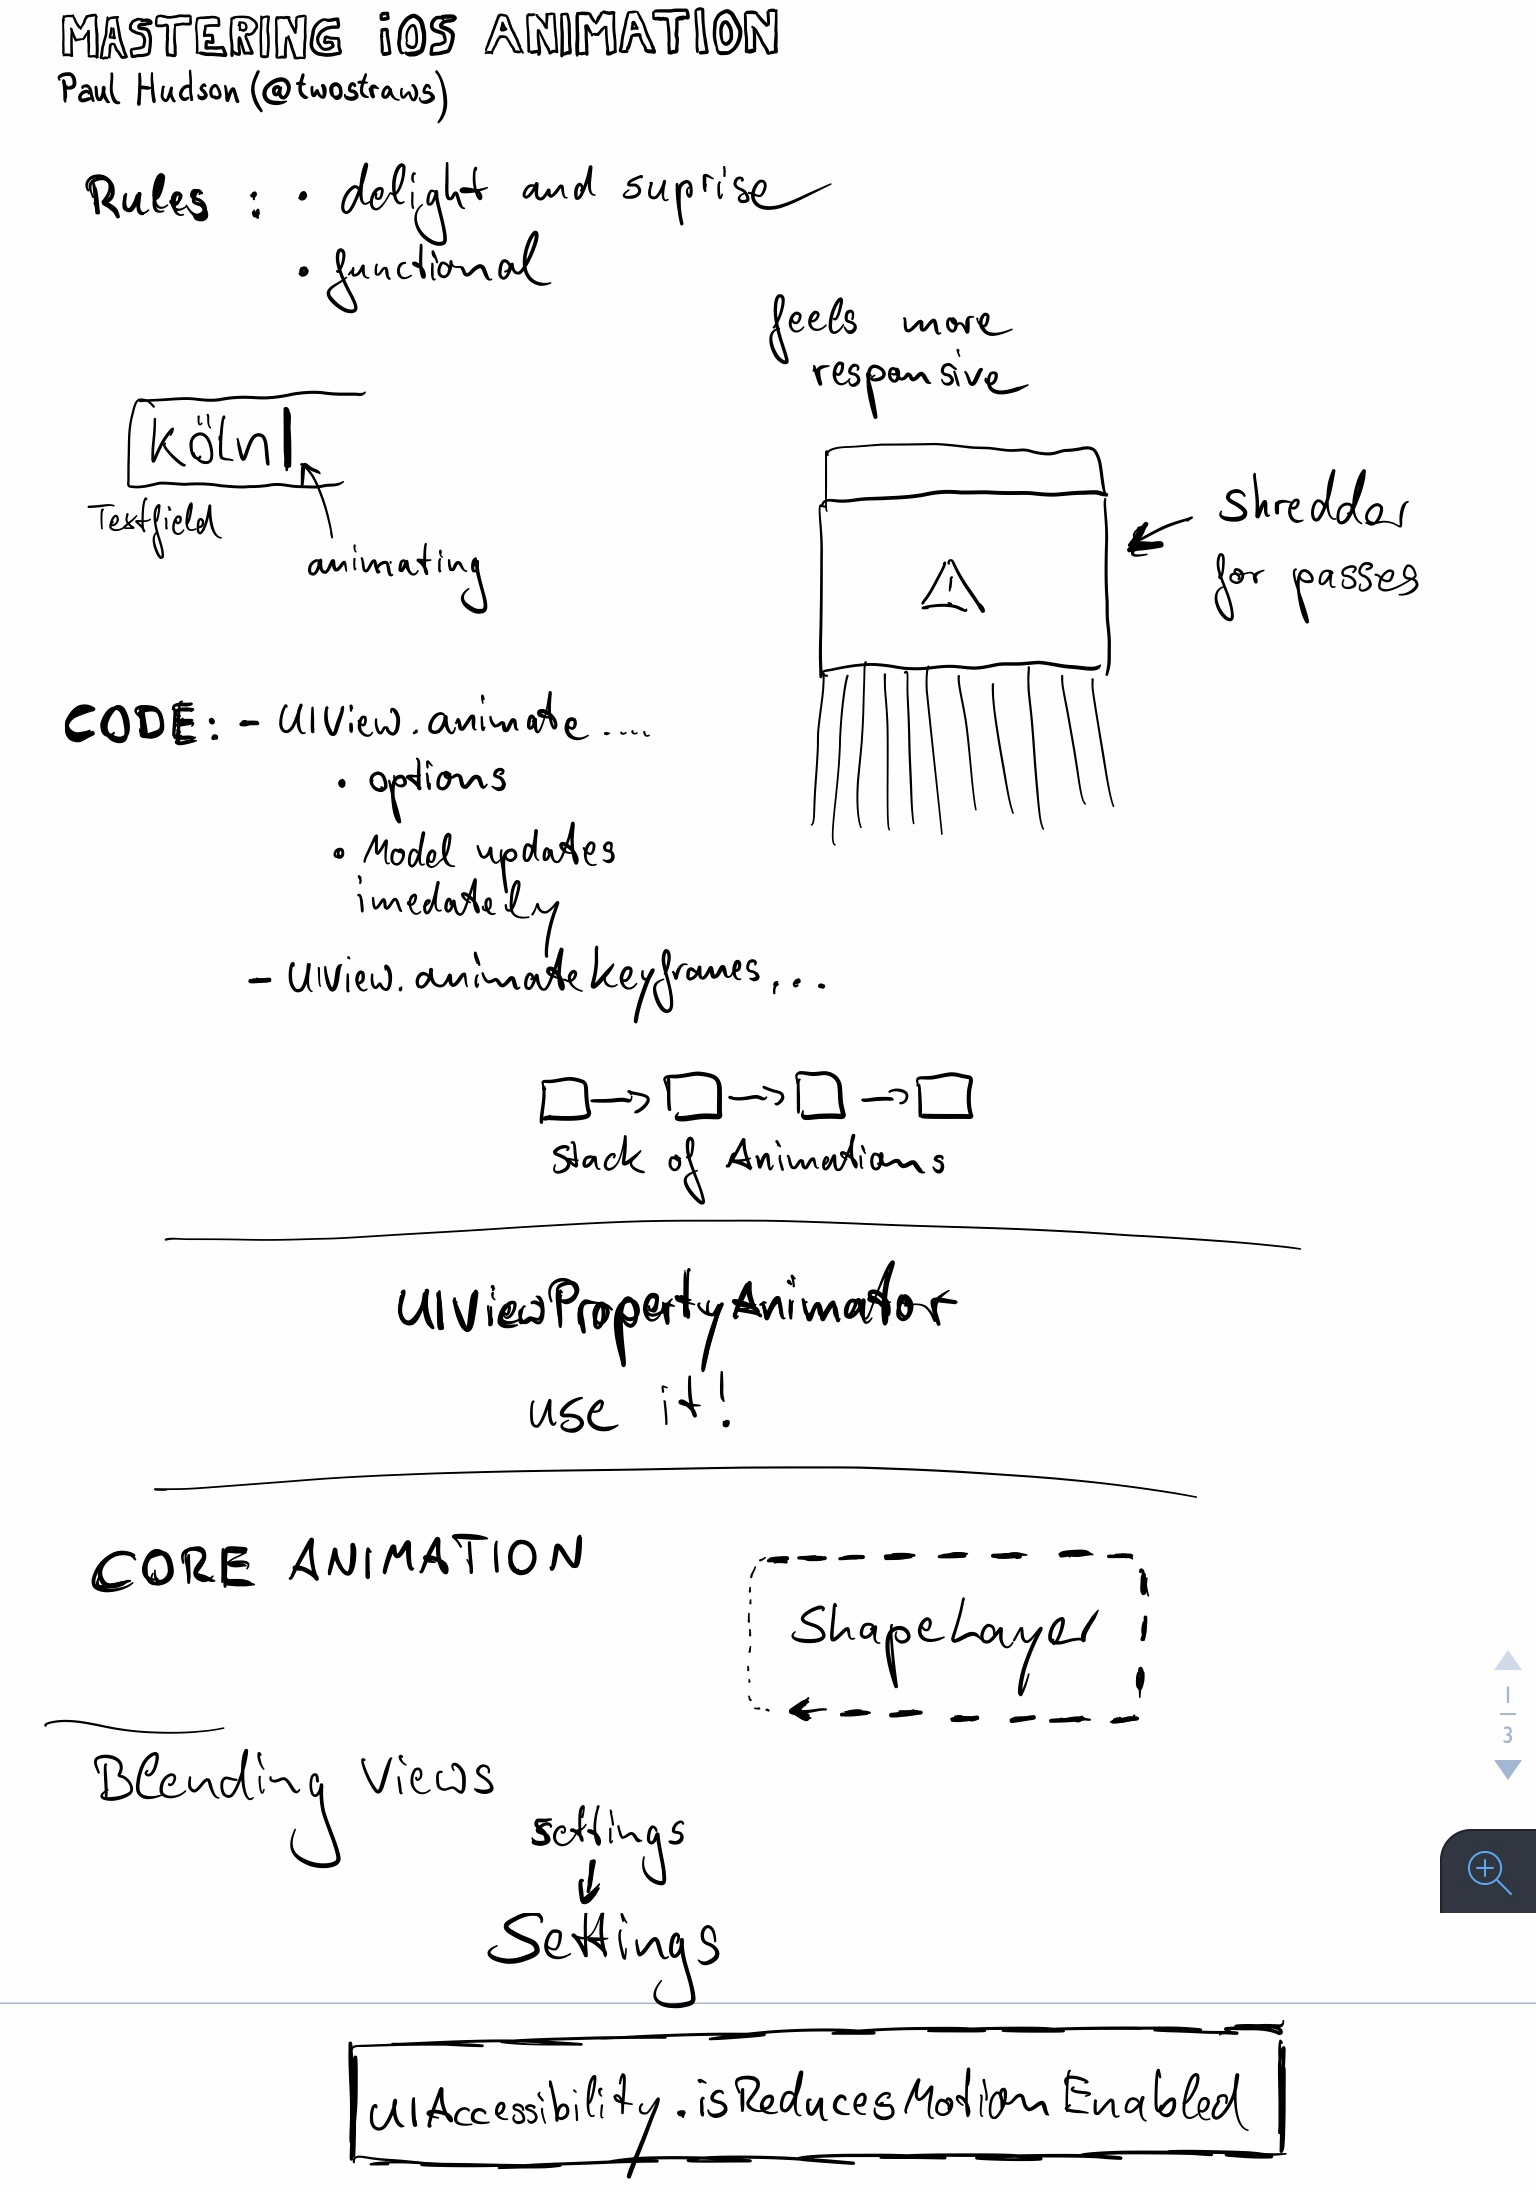 MASTERING iOS ANIMATION
Paul Hudson (@twostraws)
Rules : • delight and suprise
• functional
feels more
responsive
Köln
Textfield
animating
shredder
for passes
CODE: - UIView.animate ....
• options
• Model updates
imedately
- UIView.animatekeyframes...
stack of Animations
UIViewPropertyAnimator
use it!
CORE ANIMATION
ShapeLayer
Blending Views
settings
Settings
UIAccessibility.isReducesMotionEnabled
1
3